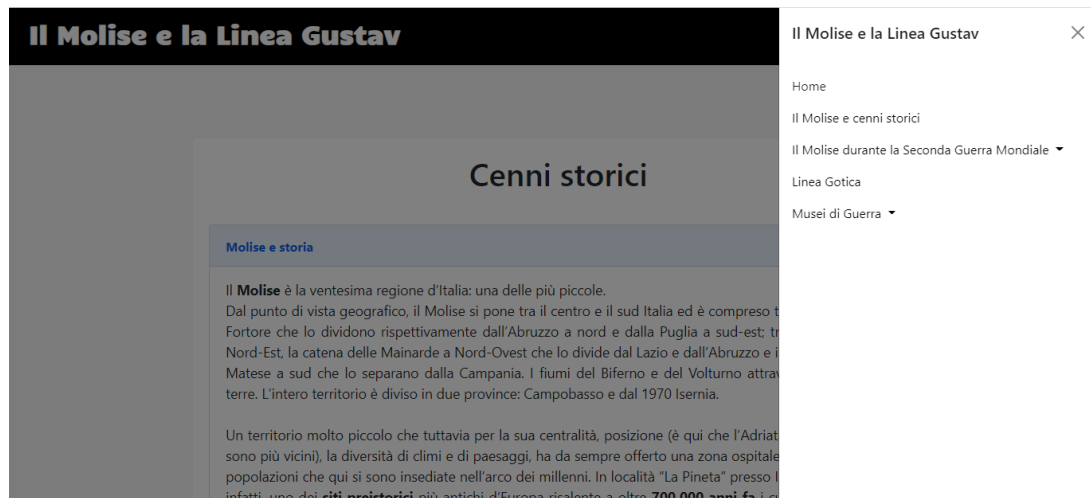 Il Molise e la Linea Gustav
Cenni storici
Molise e storia
Il Molise è la ventesima regione d'Italia: una delle più piccole.
Dal punto di vista geografico, il Molise si pone tra il centro e il sud Italia ed è compreso
Fortore che lo dividono rispettivamente dall'Abruzzo a nord e dalla Puglia a sud-est;
Nord-Est, la catena delle Mainarde a Nord-Ovest che lo divide dal Lazio e dall'Abruzzo e
Matese a sud che lo separano dalla Campania. I fiumi del Biferno e del Volturno
terre. L'intero territorio è diviso in due province: Campobasso e dal 1970 Isernia.
Un territorio molto piccolo che tuttavia per la sua centralità, posizione (è qui che
sono più vicini), la diversità di climi e di paesaggi, ha da sempre offerto una zona ospitale
popolazioni che qui si sono insediate nell'arco dei millenni. In località "La Pineta" presso
infatti, uno dei siti preistorici più antichi d'Europa risalente a oltre 700.000 anni fa i
Il Molise e la Linea Gustav
Home
Il Molise e cenni storici
Il Molise durante la Seconda Guerra Mondiale
Linea Gotica
Musei di Guerra